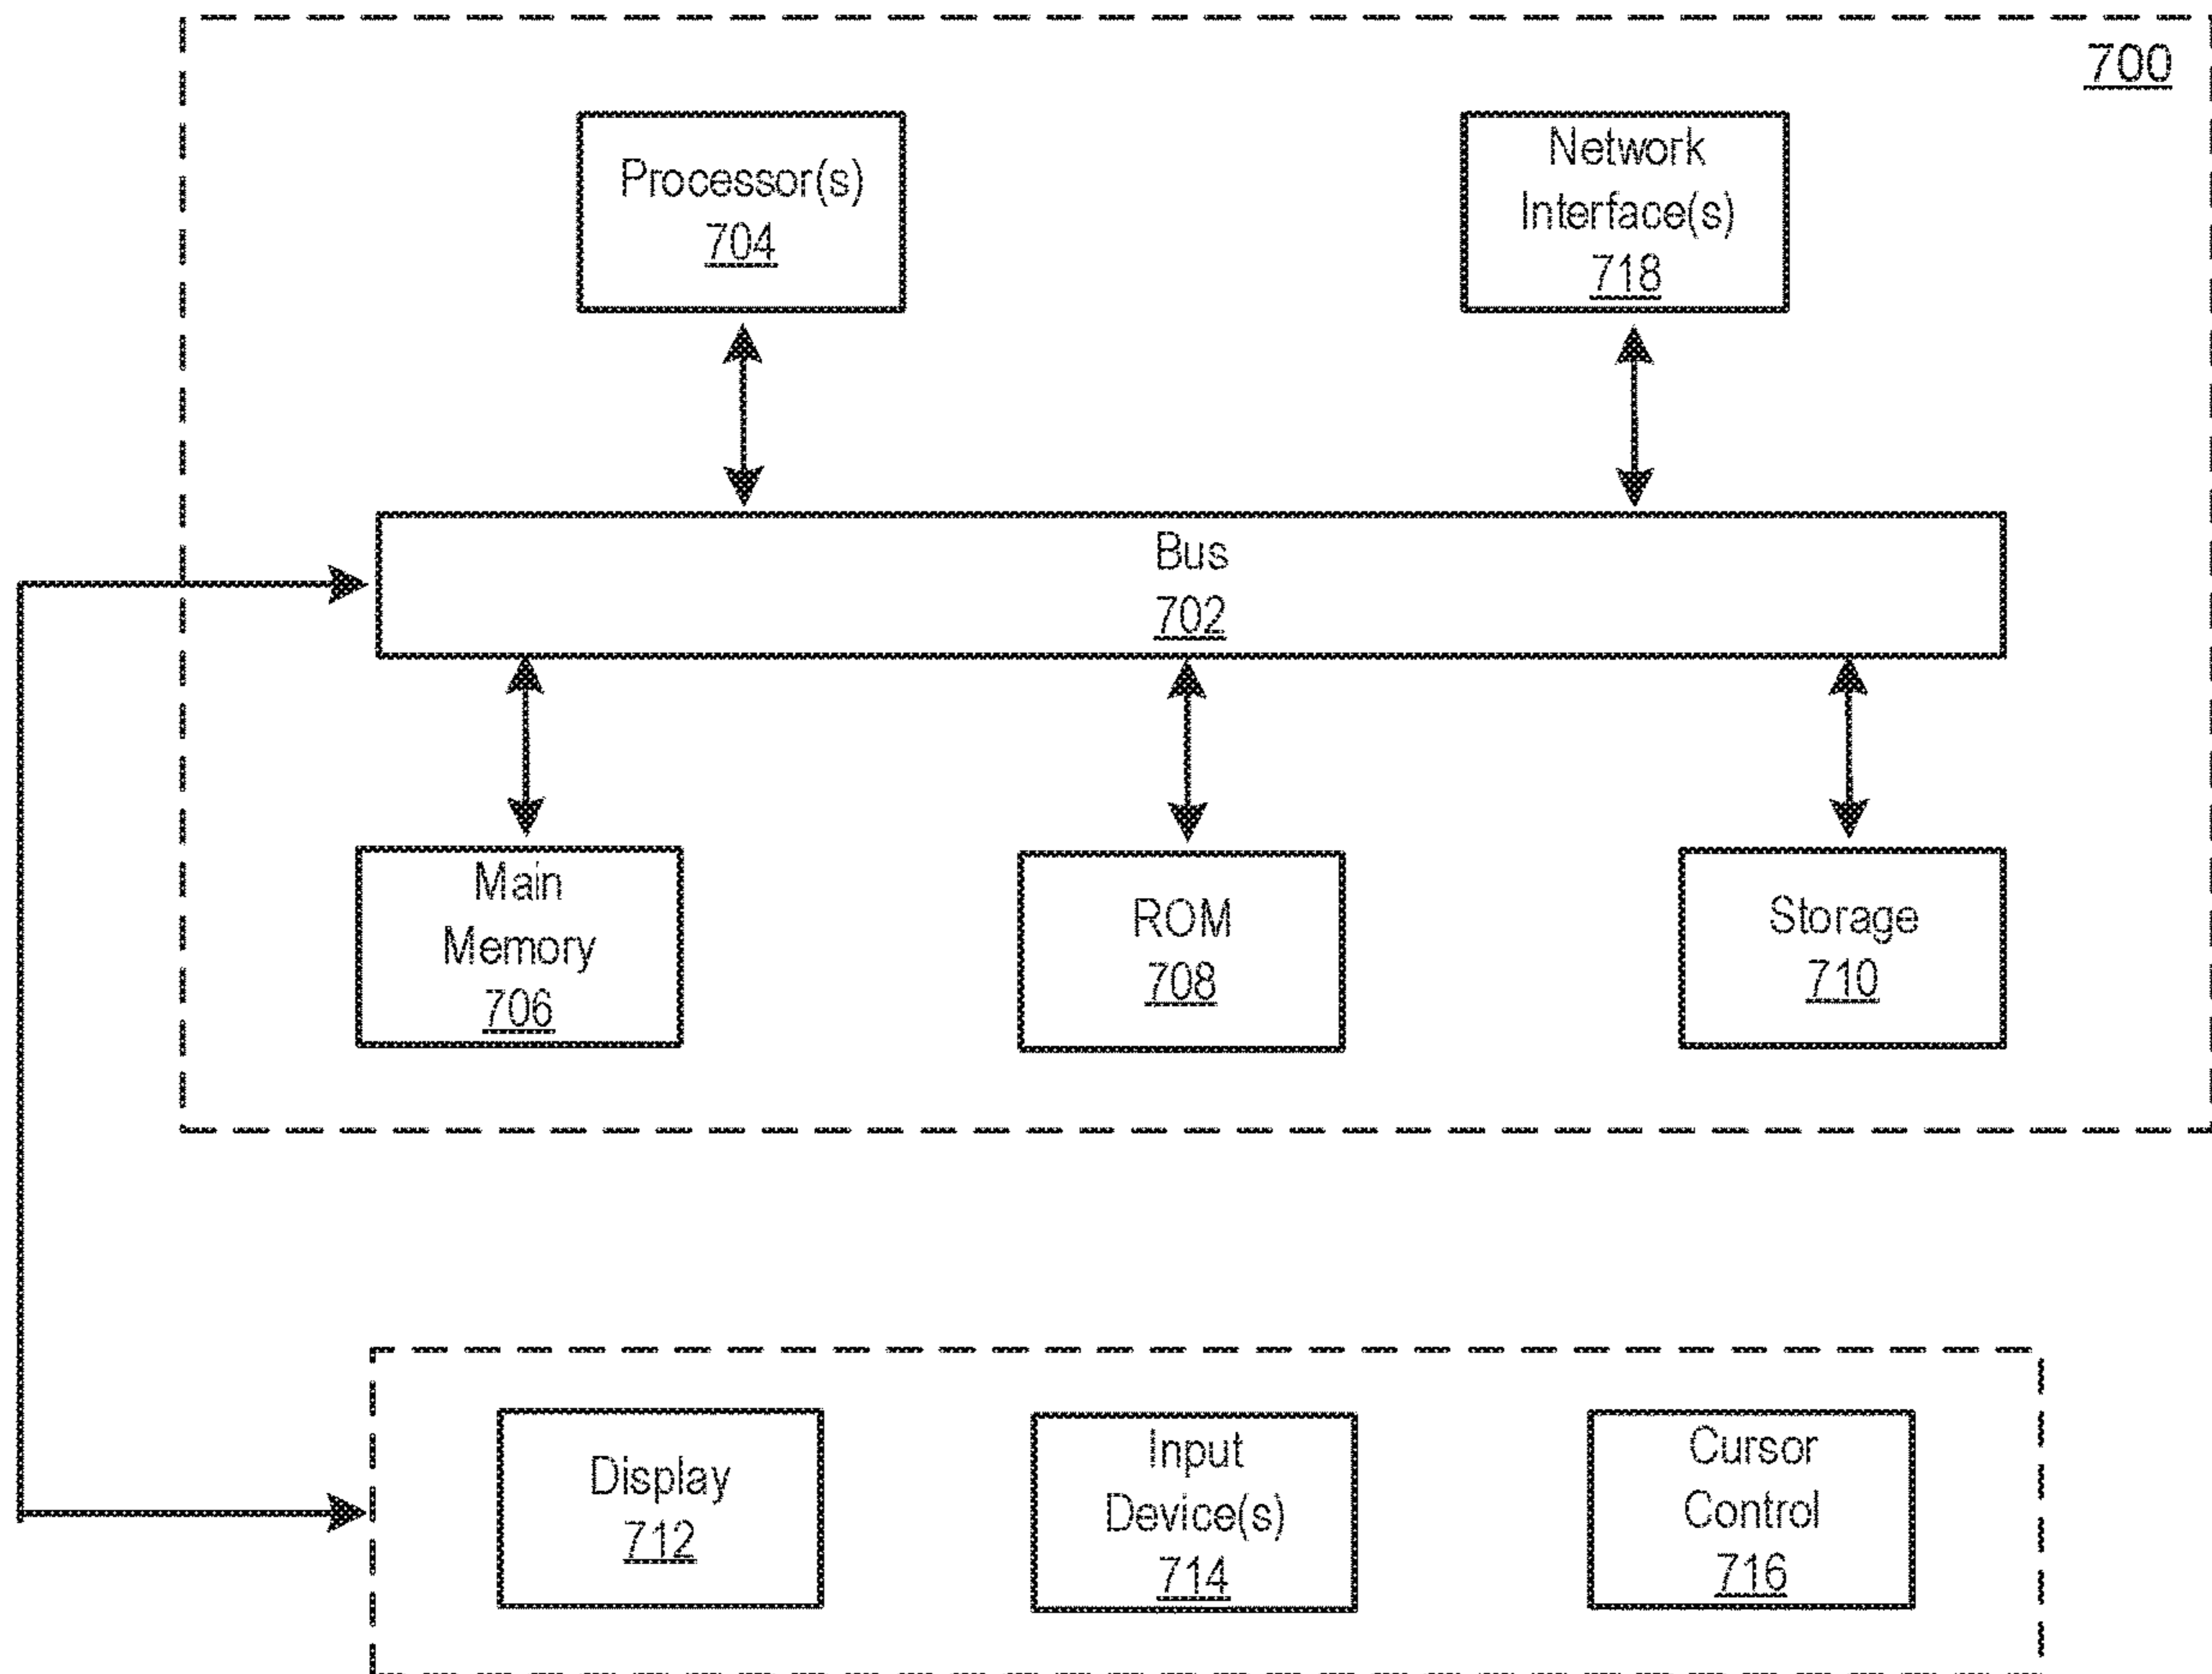 700
Processor(s)
704
Network
Interface(s)
718
Bus
702
Main
Memory
706
ROM
708
Storage
710
Display
712
Input
Device(s)
714
Cursor
Control
716